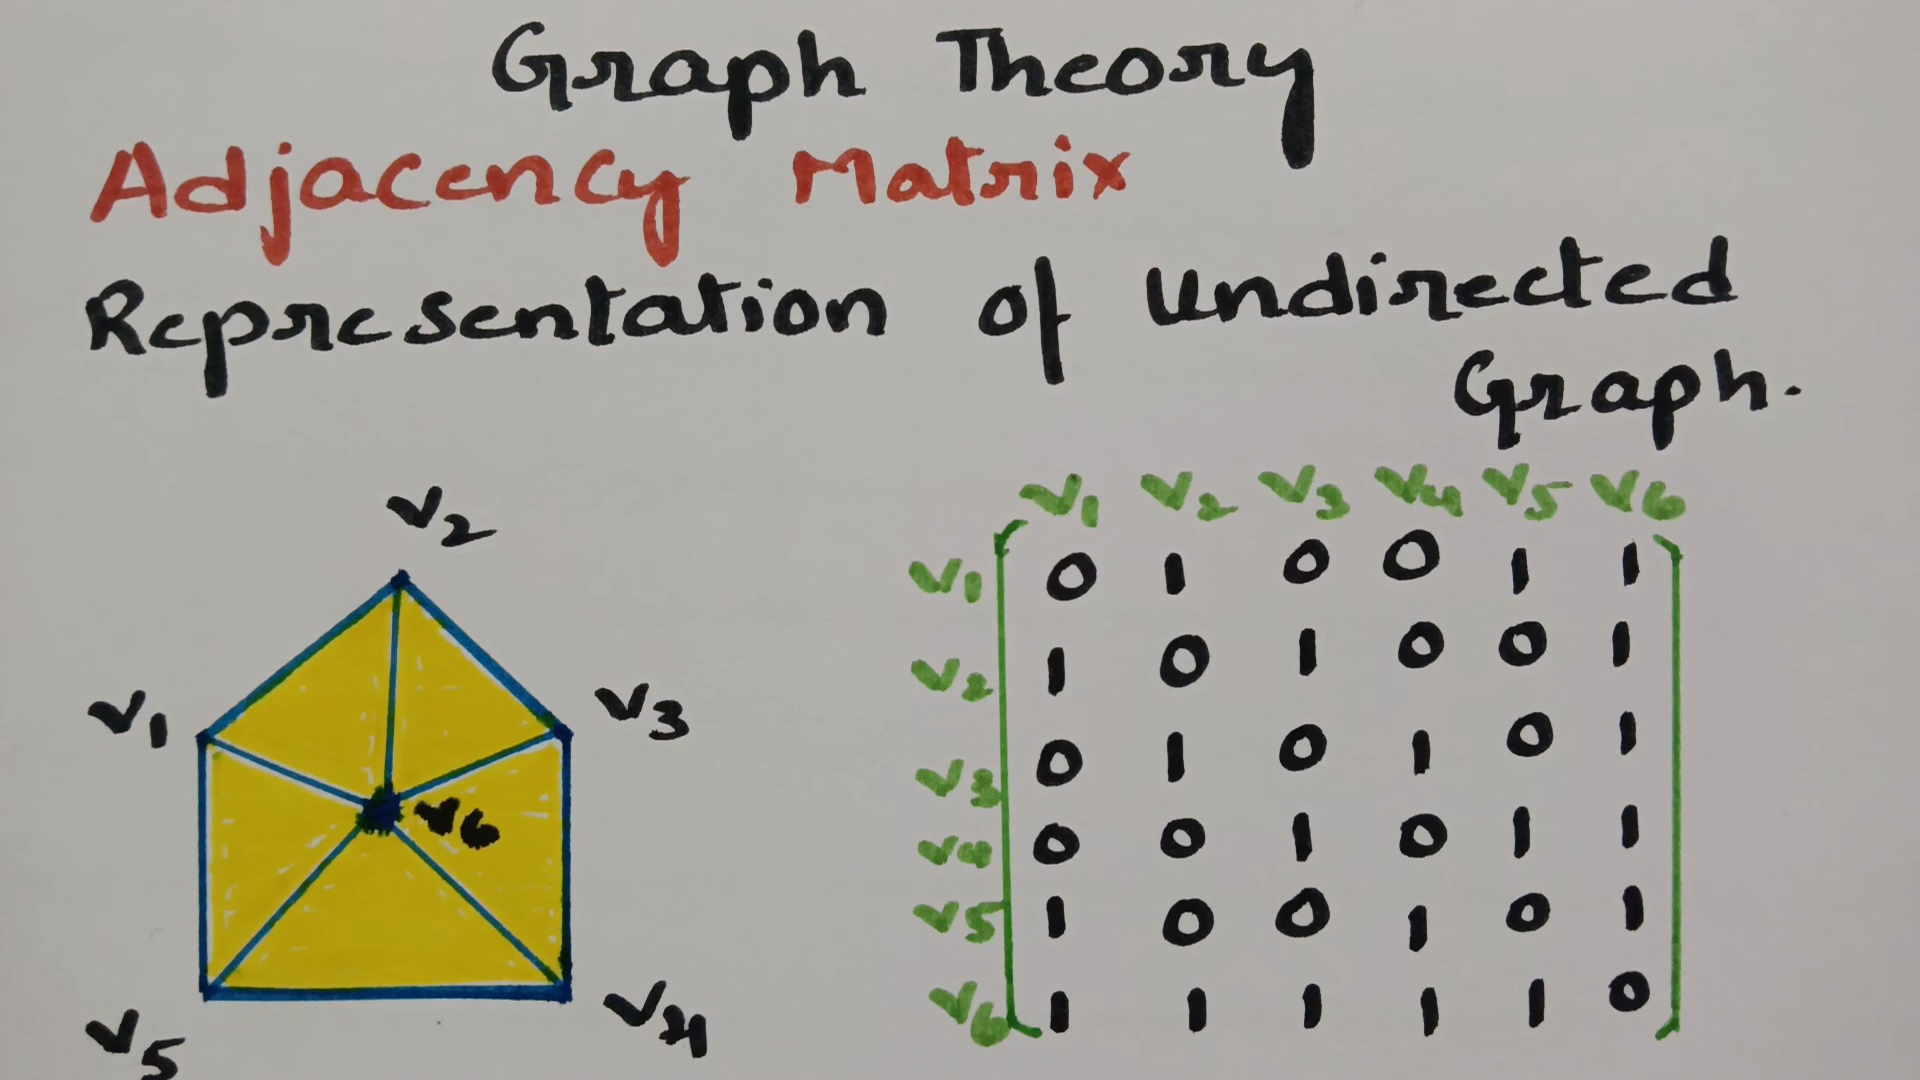 Graph Theory
Adjacency Matrix
Representation of Undirected
Graph.
v2
v1
v3
v6
v5
v4
v1 v2 v3 v4 v5 v6
v1 0 1 0 0 1 1
v2 1 0 1 0 0 1
v3 0 1 0 1 0 1
v4 0 0 1 0 1 1
v5 1 0 0 1 0 1
v6 1 1 1 1 1 0